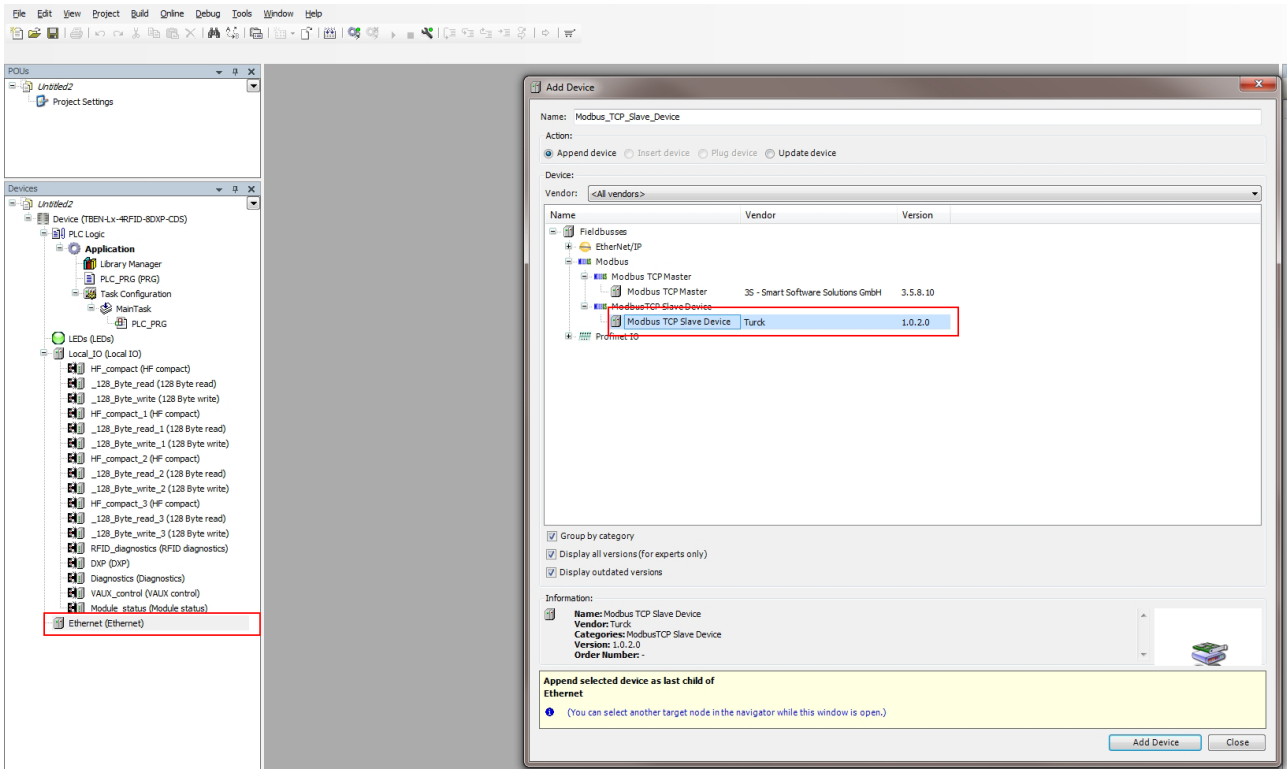 File Edit View Project Build Online Debug Tools Window Help
POUs
Untitled2
Project Settings
Devices
Untitled2
Device (TBEN-Lx-4RFID-8DXP-CDS)
PLC Logic
Application
Library Manager
PLC_PRG (PRG)
Task Configuration
MainTask
PLC_PRG
LEDs (LEDs)
Local_IO (Local IO)
HF_compact (HF compact)
_128_Byte_read (128 Byte read)
_128_Byte_write (128 Byte write)
HF_compact_1 (HF compact)
_128_Byte_read_1 (128 Byte read)
_128_Byte_write_1 (128 Byte write)
HF_compact_2 (HF compact)
_128_Byte_read_2 (128 Byte read)
_128_Byte_write_2 (128 Byte write)
HF_compact_3 (HF compact)
_128_Byte_read_3 (128 Byte read)
_128_Byte_write_3 (128 Byte write)
RFID_diagnostics (RFID diagnostics)
DXP (DXP)
Diagnostics (Diagnostics)
VAUX_control (VAUX control)
Module_status (Module status)
Ethernet (Ethernet)
Add Device
Name: Modbus_TCP_Slave_Device
Action:
Append device Insert device Plug device Update device
Device:
Vendor: <All vendors>
Name Vendor Version
Fieldbusses
EtherNet/IP
Modbus
Modbus TCP Master
Modbus TCP Master 3S - Smart Software Solutions GmbH 3.5.8.10
ModbusTCP Slave Device
Modbus TCP Slave Device Turck 1.0.2.0
Profinet IO
Group by category
Display all versions (for experts only)
Display outdated versions
Information:
Name: Modbus TCP Slave Device
Vendor: Turck
Categories: ModbusTCP Slave Device
Version: 1.0.2.0
Order Number: -
Append selected device as last child of
Ethernet
(You can select another target node in the navigator while this window is open.)
Add Device Close